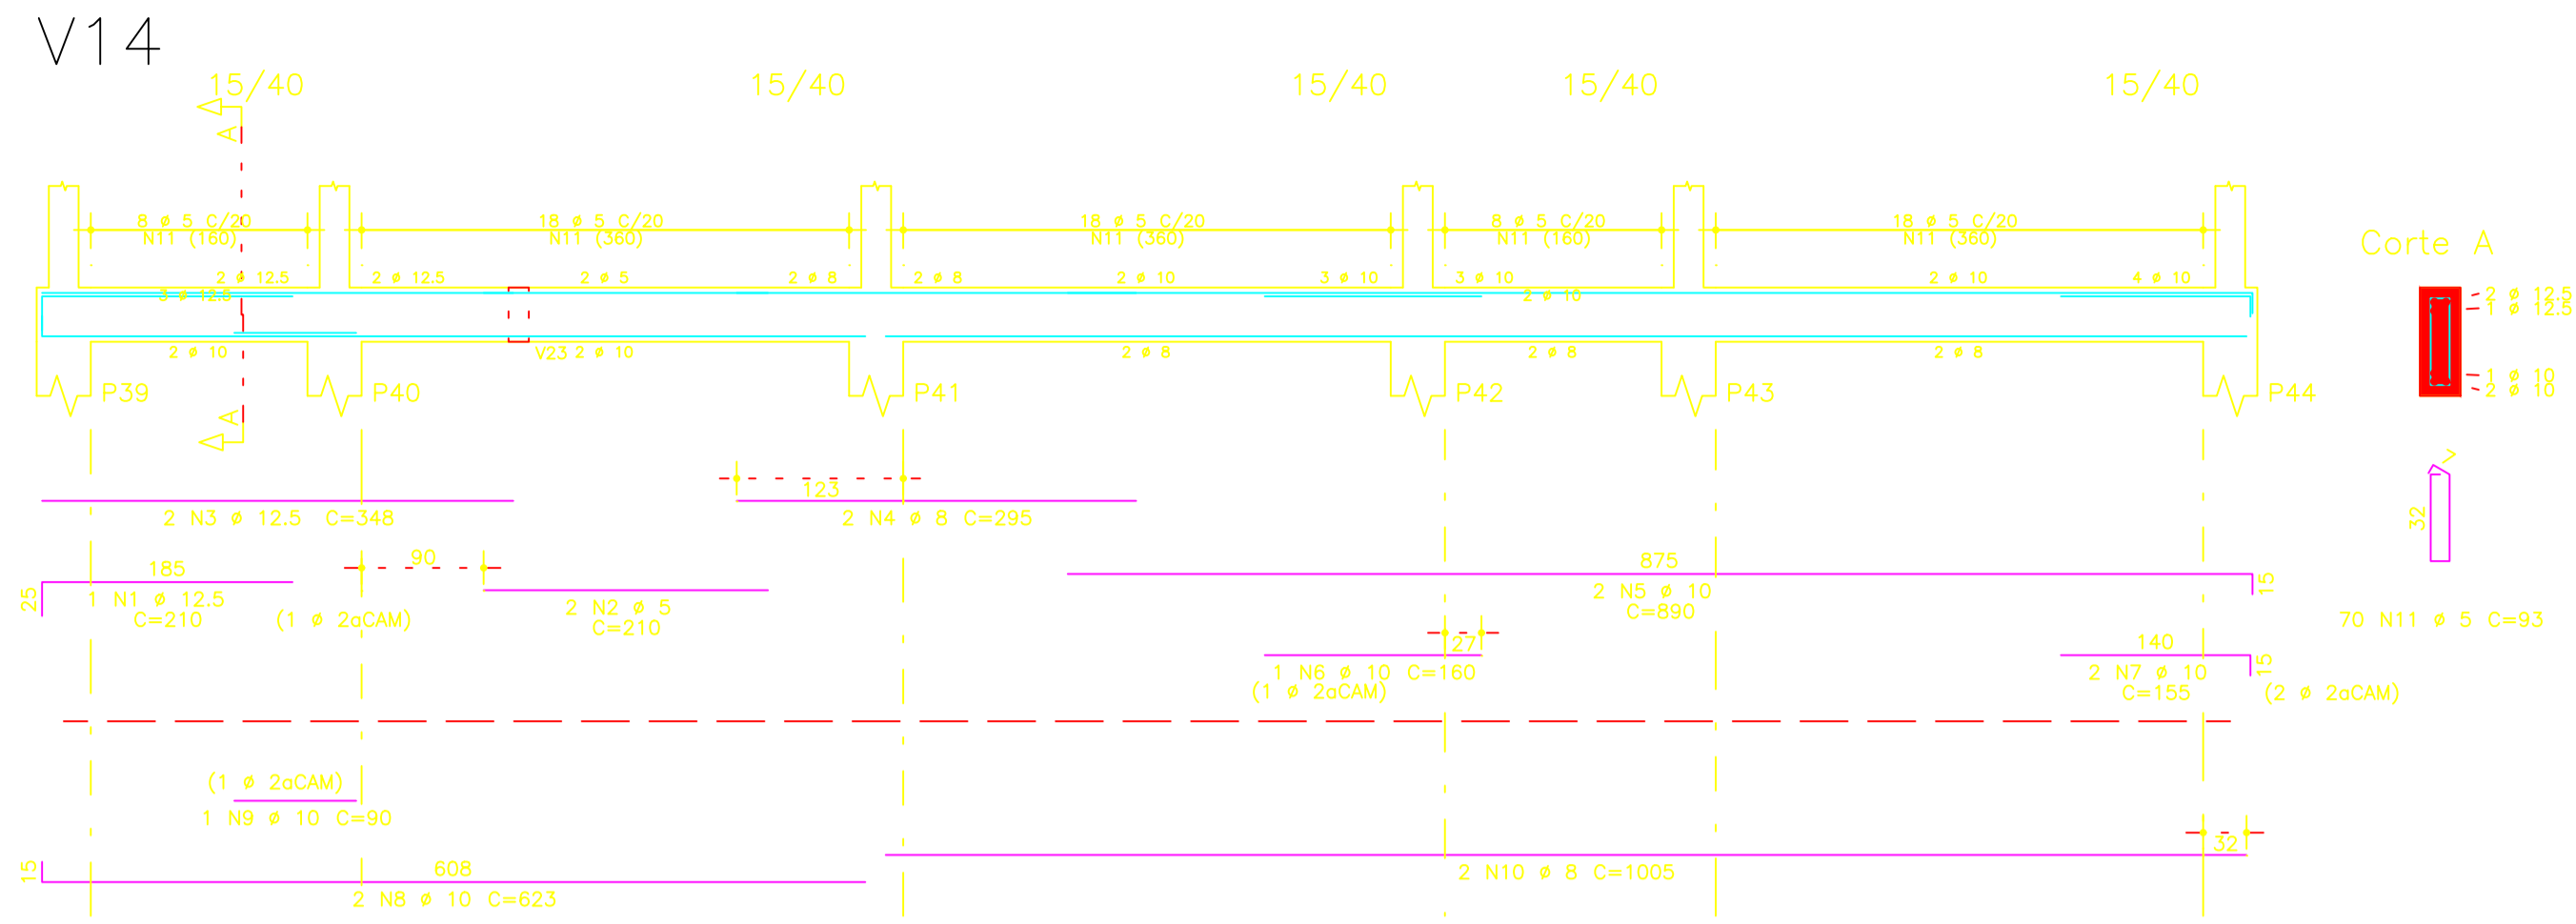 V14
15/40 15/40 15/40 15/40 15/40
A
8 ø 5 C/20 18 ø 5 C/20 18 ø 5 C/20 8 ø 5 C/20 18 ø 5 C/20
N11 (160) N11 (360) N11 (360) N11 (160) N11 (360)
Corte A
2 ø 12.5 2 ø 12.5 2 ø 5 2 ø 8 2 ø 8 2 ø 10 3 ø 10 3 ø 10 2 ø 10 4 ø 10
3 ø 12.5 2 ø 10
2 ø 12.5
1 ø 12.5
2 ø 10 V23 2 ø 10 2 ø 8 2 ø 8 2 ø 8
1 ø 10
2 ø 10
P39 P40 P41 P42 P43 P44
A
123
2 N3 ø 12.5 C=348 2 N4 ø 8 C=295
32
90 875
185
25 1 N1 ø 12.5 2 N2 ø 5 2 N5 ø 10 15
C=210 (1 ø 2aCAM) C=210 C=890
70 N11 ø 5 C=93
27 140
1 N6 ø 10 C=160 2 N7 ø 10 15
(1 ø 2aCAM) C=155 (2 ø 2aCAM)
(1 ø 2aCAM)
1 N9 ø 10 C=90
32
15 608 2 N10 ø 8 C=1005
2 N8 ø 10 C=623